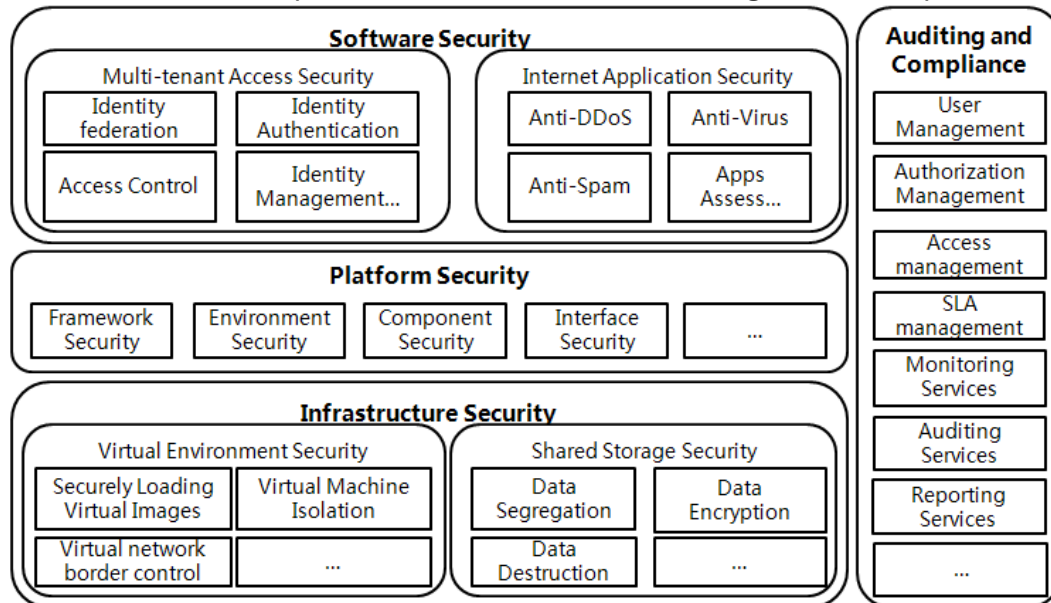 Software Security
Multi-tenant Access Security
Identity
federation
Identity
Authentication
Access Control
Identity
Management...
Internet Application Security
Anti-DDoS
Anti-Virus
Anti-Spam
Apps
Assess...
Platform Security
Framework
Security
Environment
Security
Component
Security
Interface
Security
...
Infrastructure Security
Virtual Environment Security
Securely Loading
Virtual Images
Virtual Machine
Isolation
Virtual network
border control
...
Shared Storage Security
Data
Segregation
Data
Encryption
Data
Destruction
...
Auditing and
Compliance
User
Management
Authorization
Management
Access
management
SLA
management
Monitoring
Services
Auditing
Services
Reporting
Services
...